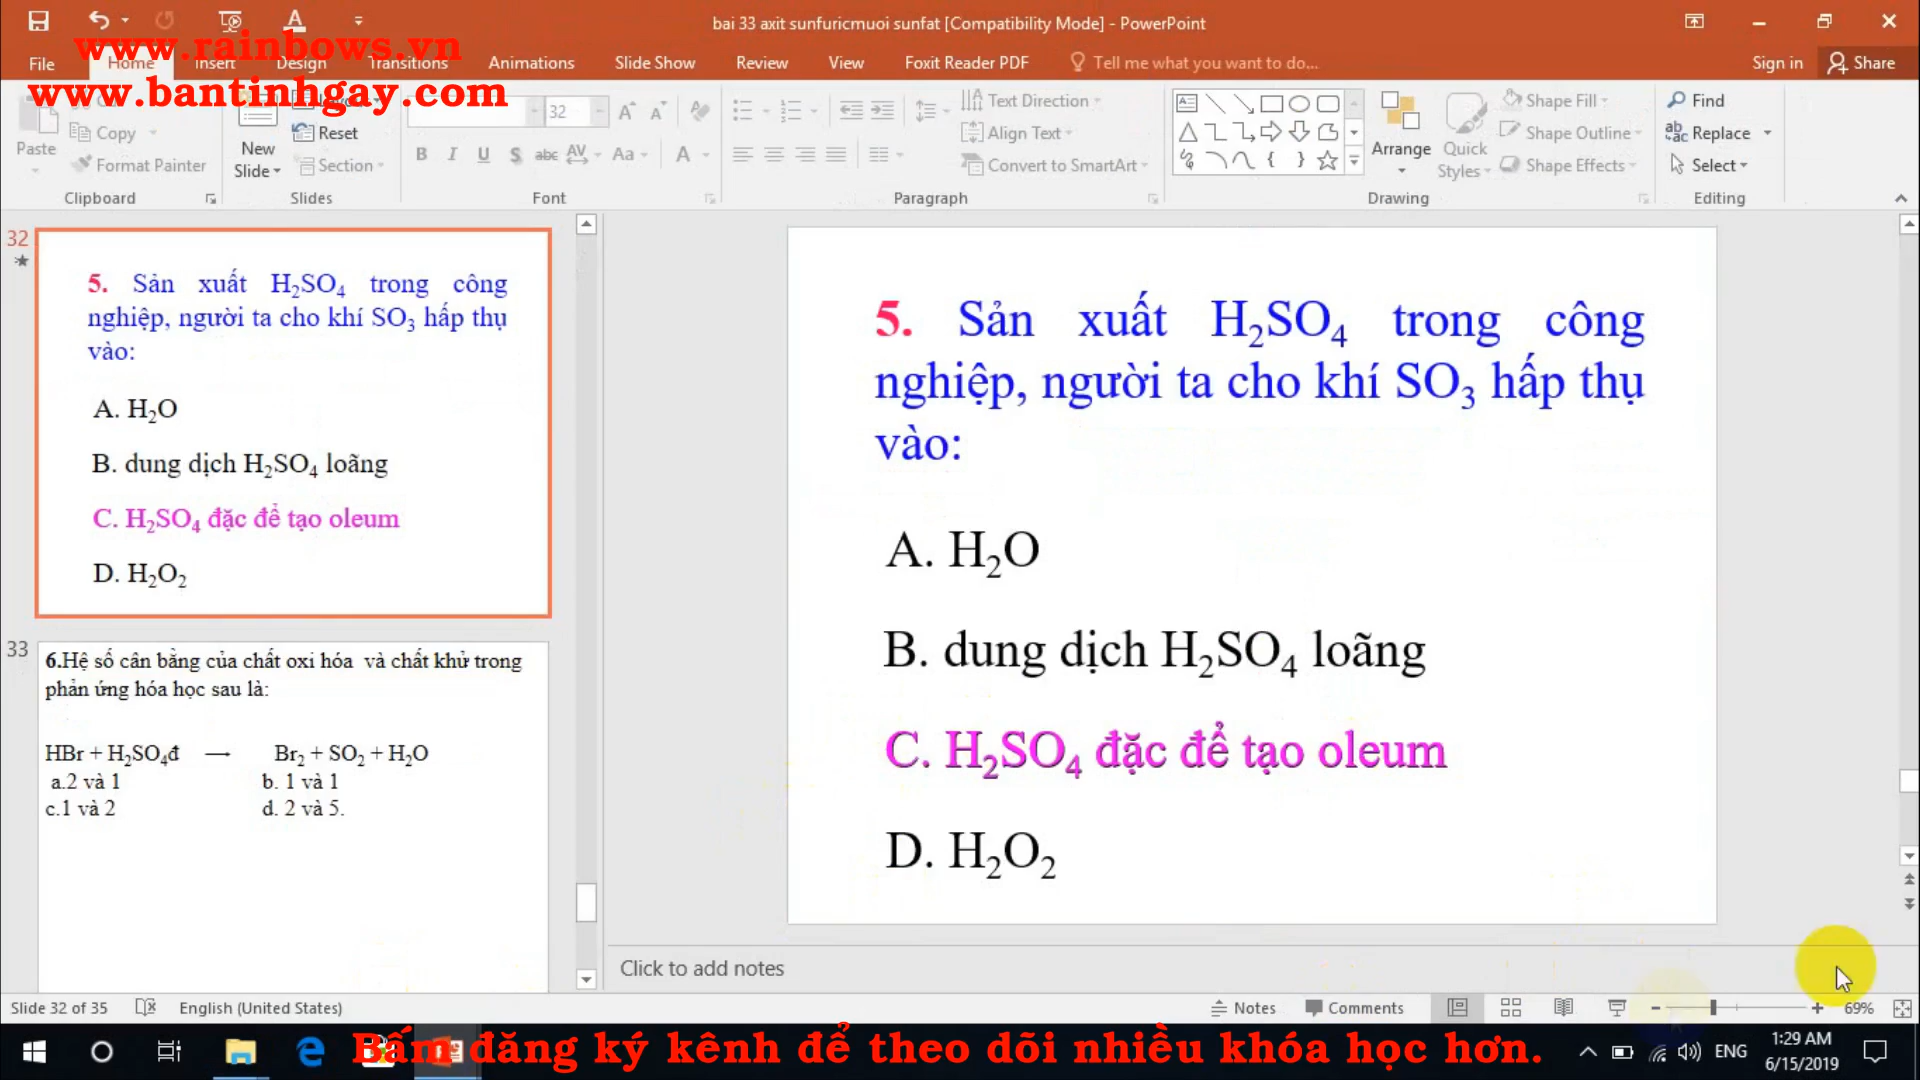 bai 33 axit sunfuricmuoi sunfat [Compatibility Mode] - PowerPoint
www.rainbows.vn
File Home Insert Design Transitions Animations Slide Show Review View Foxit Reader PDF Tell me what you want to do... Sign in Share
www.bantinhgay.com
Paste
Copy
Format Painter
Clipboard
New Slide
Reset
Section
Slides
32
Font
Text Direction
Align Text
Convert to SmartArt
Paragraph
Arrange
Quick Styles
Shape Fill
Shape Outline
Shape Effects
Drawing
Find
Replace
Select
Editing
32
5. Sản xuất H₂SO₄ trong công
nghiệp, người ta cho khí SO₃ hấp thụ
vào:
A. H₂O
B. dung dịch H₂SO₄ loãng
C. H₂SO₄ đặc để tạo oleum
D. H₂O₂
33
6.Hệ số cân bằng của chất oxi hóa và chất khử trong
phản ứng hóa học sau là:
HBr + H₂SO₄đ → Br₂ + SO₂ + H₂O
a.2 và 1 b. 1 và 1
c.1 và 2 d. 2 và 5.
5. Sản xuất H₂SO₄ trong công
nghiệp, người ta cho khí SO₃ hấp thụ
vào:
A. H₂O
B. dung dịch H₂SO₄ loãng
C. H₂SO₄ đặc để tạo oleum
D. H₂O₂
Click to add notes
Slide 32 of 35 English (United States) Notes Comments 69%
Bấm đăng ký kênh để theo dõi nhiều khóa học hơn.
ENG
1:29 AM
6/15/2019